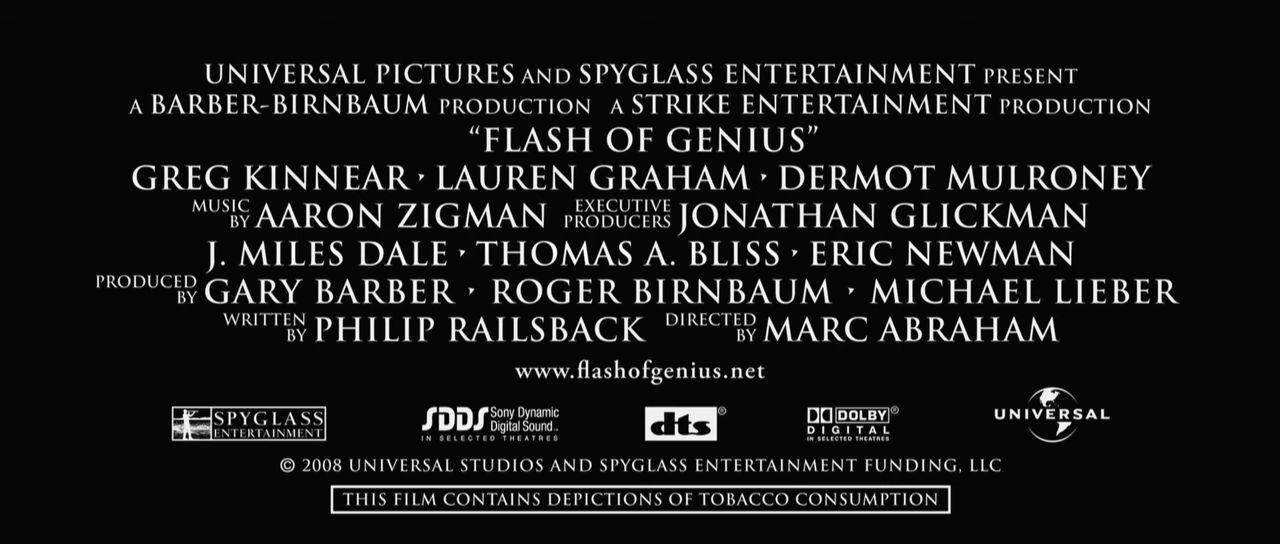 UNIVERSAL PICTURES AND SPYGLASS ENTERTAINMENT PRESENT
A BARBER-BIRNBAUM PRODUCTION A STRIKE ENTERTAINMENT PRODUCTION
“FLASH OF GENIUS”
GREG KINNEAR · LAUREN GRAHAM · DERMOT MULRONEY
MUSIC BY AARON ZIGMAN EXECUTIVE PRODUCERS JONATHAN GLICKMAN
J. MILES DALE · THOMAS A. BLISS · ERIC NEWMAN
PRODUCED BY GARY BARBER · ROGER BIRNBAUM · MICHAEL LIEBER
WRITTEN BY PHILIP RAILSBACK DIRECTED BY MARC ABRAHAM
www.flashofgenius.net
SPYGLASS ENTERTAINMENT
SDDS Sony Dynamic Digital Sound™ IN SELECTED THEATRES
dts®
DOLBY® DIGITAL IN SELECTED THEATRES
UNIVERSAL
© 2008 UNIVERSAL STUDIOS AND SPYGLASS ENTERTAINMENT FUNDING, LLC
THIS FILM CONTAINS DEPICTIONS OF TOBACCO CONSUMPTION